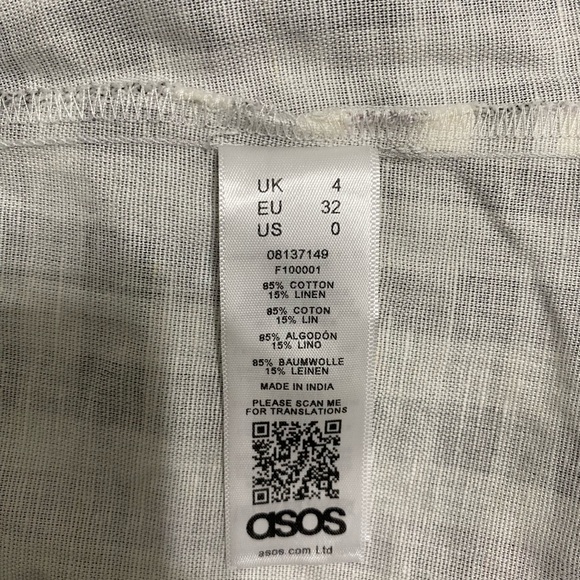 UK 4
EU 32
US 0
08137149
F100001
85% COTTON
15% LINEN
85% COTON
15% LIN
85% ALGODÓN
15% LINO
85% BAUMWOLLE
15% LEINEN
MADE IN INDIA
PLEASE SCAN ME
FOR TRANSLATIONS
asos
asos.com Ltd